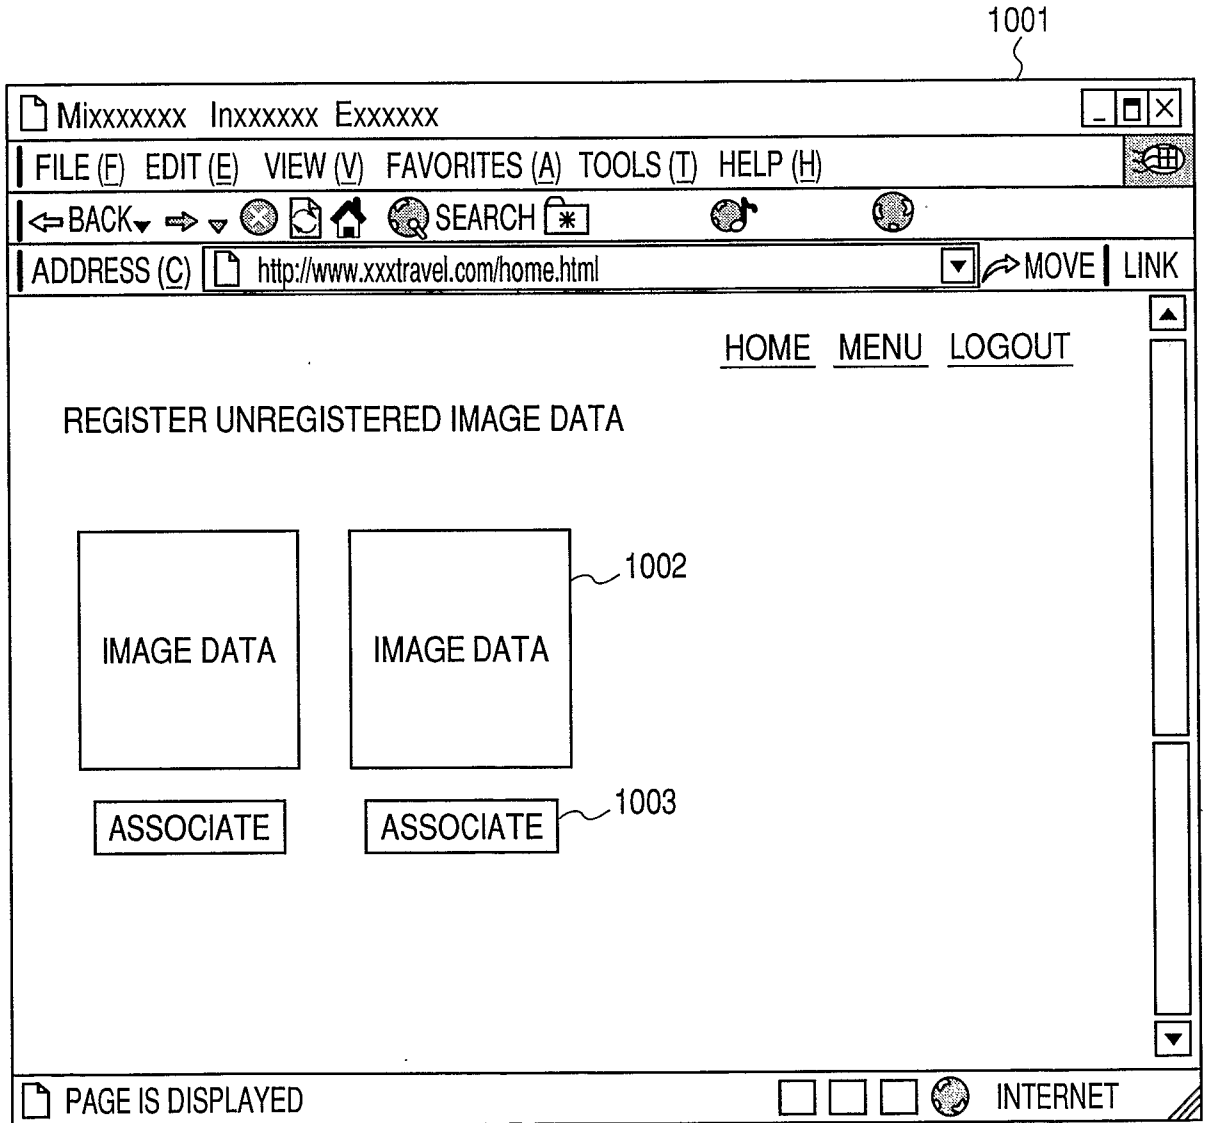 1001
Mixxxxxxx Inxxxxxx Exxxxxx
FILE (F) EDIT (E) VIEW (V) FAVORITES (A) TOOLS (T) HELP (H)
BACK SEARCH
ADDRESS (C) http://www.xxxtravel.com/home.html MOVE LINK
HOME MENU LOGOUT
REGISTER UNREGISTERED IMAGE DATA
1002
IMAGE DATA IMAGE DATA
1003
ASSOCIATE ASSOCIATE
PAGE IS DISPLAYED INTERNET